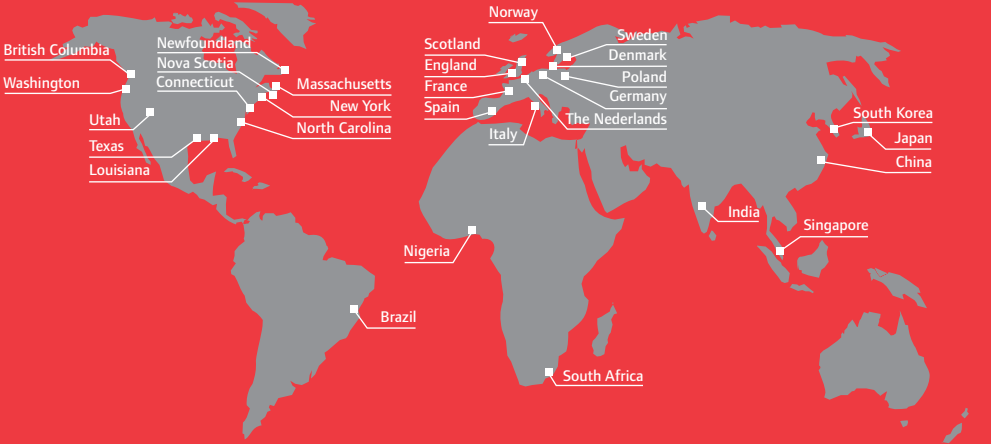 British Columbia
Washington
Utah
Texas
Louisiana
Newfoundland
Nova Scotia
Connecticut
Massachusetts
New York
North Carolina
Brazil
Norway
Scotland
England
France
Spain
Italy
Sweden
Denmark
Poland
Germany
The Nederlands
Nigeria
South Africa
South Korea
Japan
China
India
Singapore